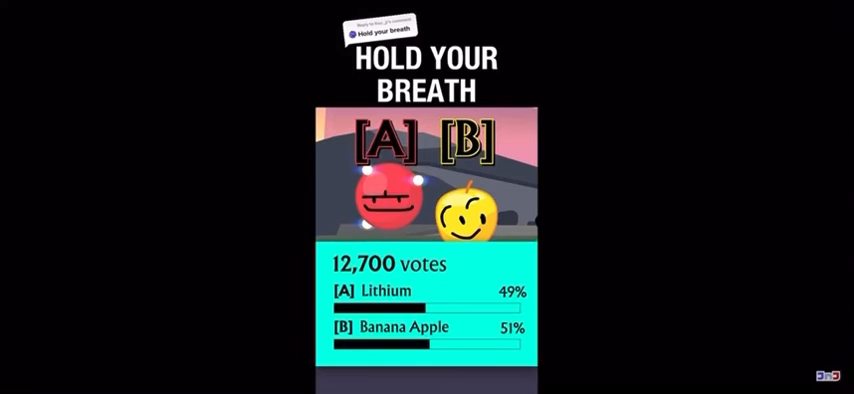 Hold your breath
HOLD YOUR
BREATH
[A] [B]
12,700 votes
[A] Lithium 49%
[B] Banana Apple 51%